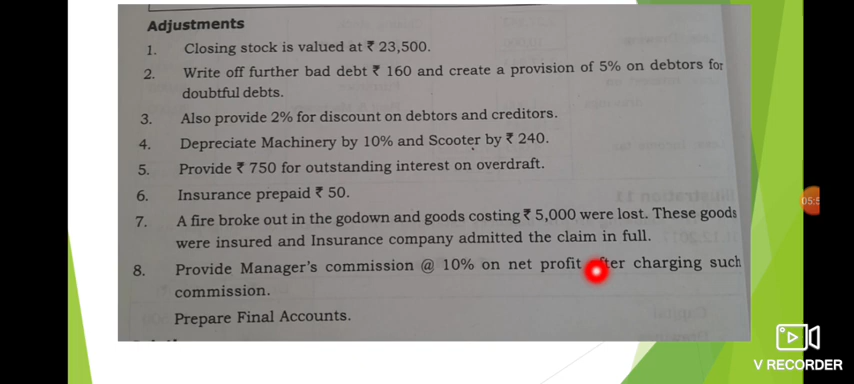 Adjustments
1. Closing stock is valued at ₹ 23,500.
2. Write off further bad debt ₹ 160 and create a provision of 5% on debtors for
doubtful debts.
3. Also provide 2% for discount on debtors and creditors.
4. Depreciate Machinery by 10% and Scooter by ₹ 240.
5. Provide ₹ 750 for outstanding interest on overdraft.
6. Insurance prepaid ₹ 50.
7. A fire broke out in the godown and goods costing ₹ 5,000 were lost. These goods
were insured and Insurance company admitted the claim in full.
8. Provide Manager's commission @ 10% on net profit after charging such
commission.
Prepare Final Accounts.
05:5
V RECORDER